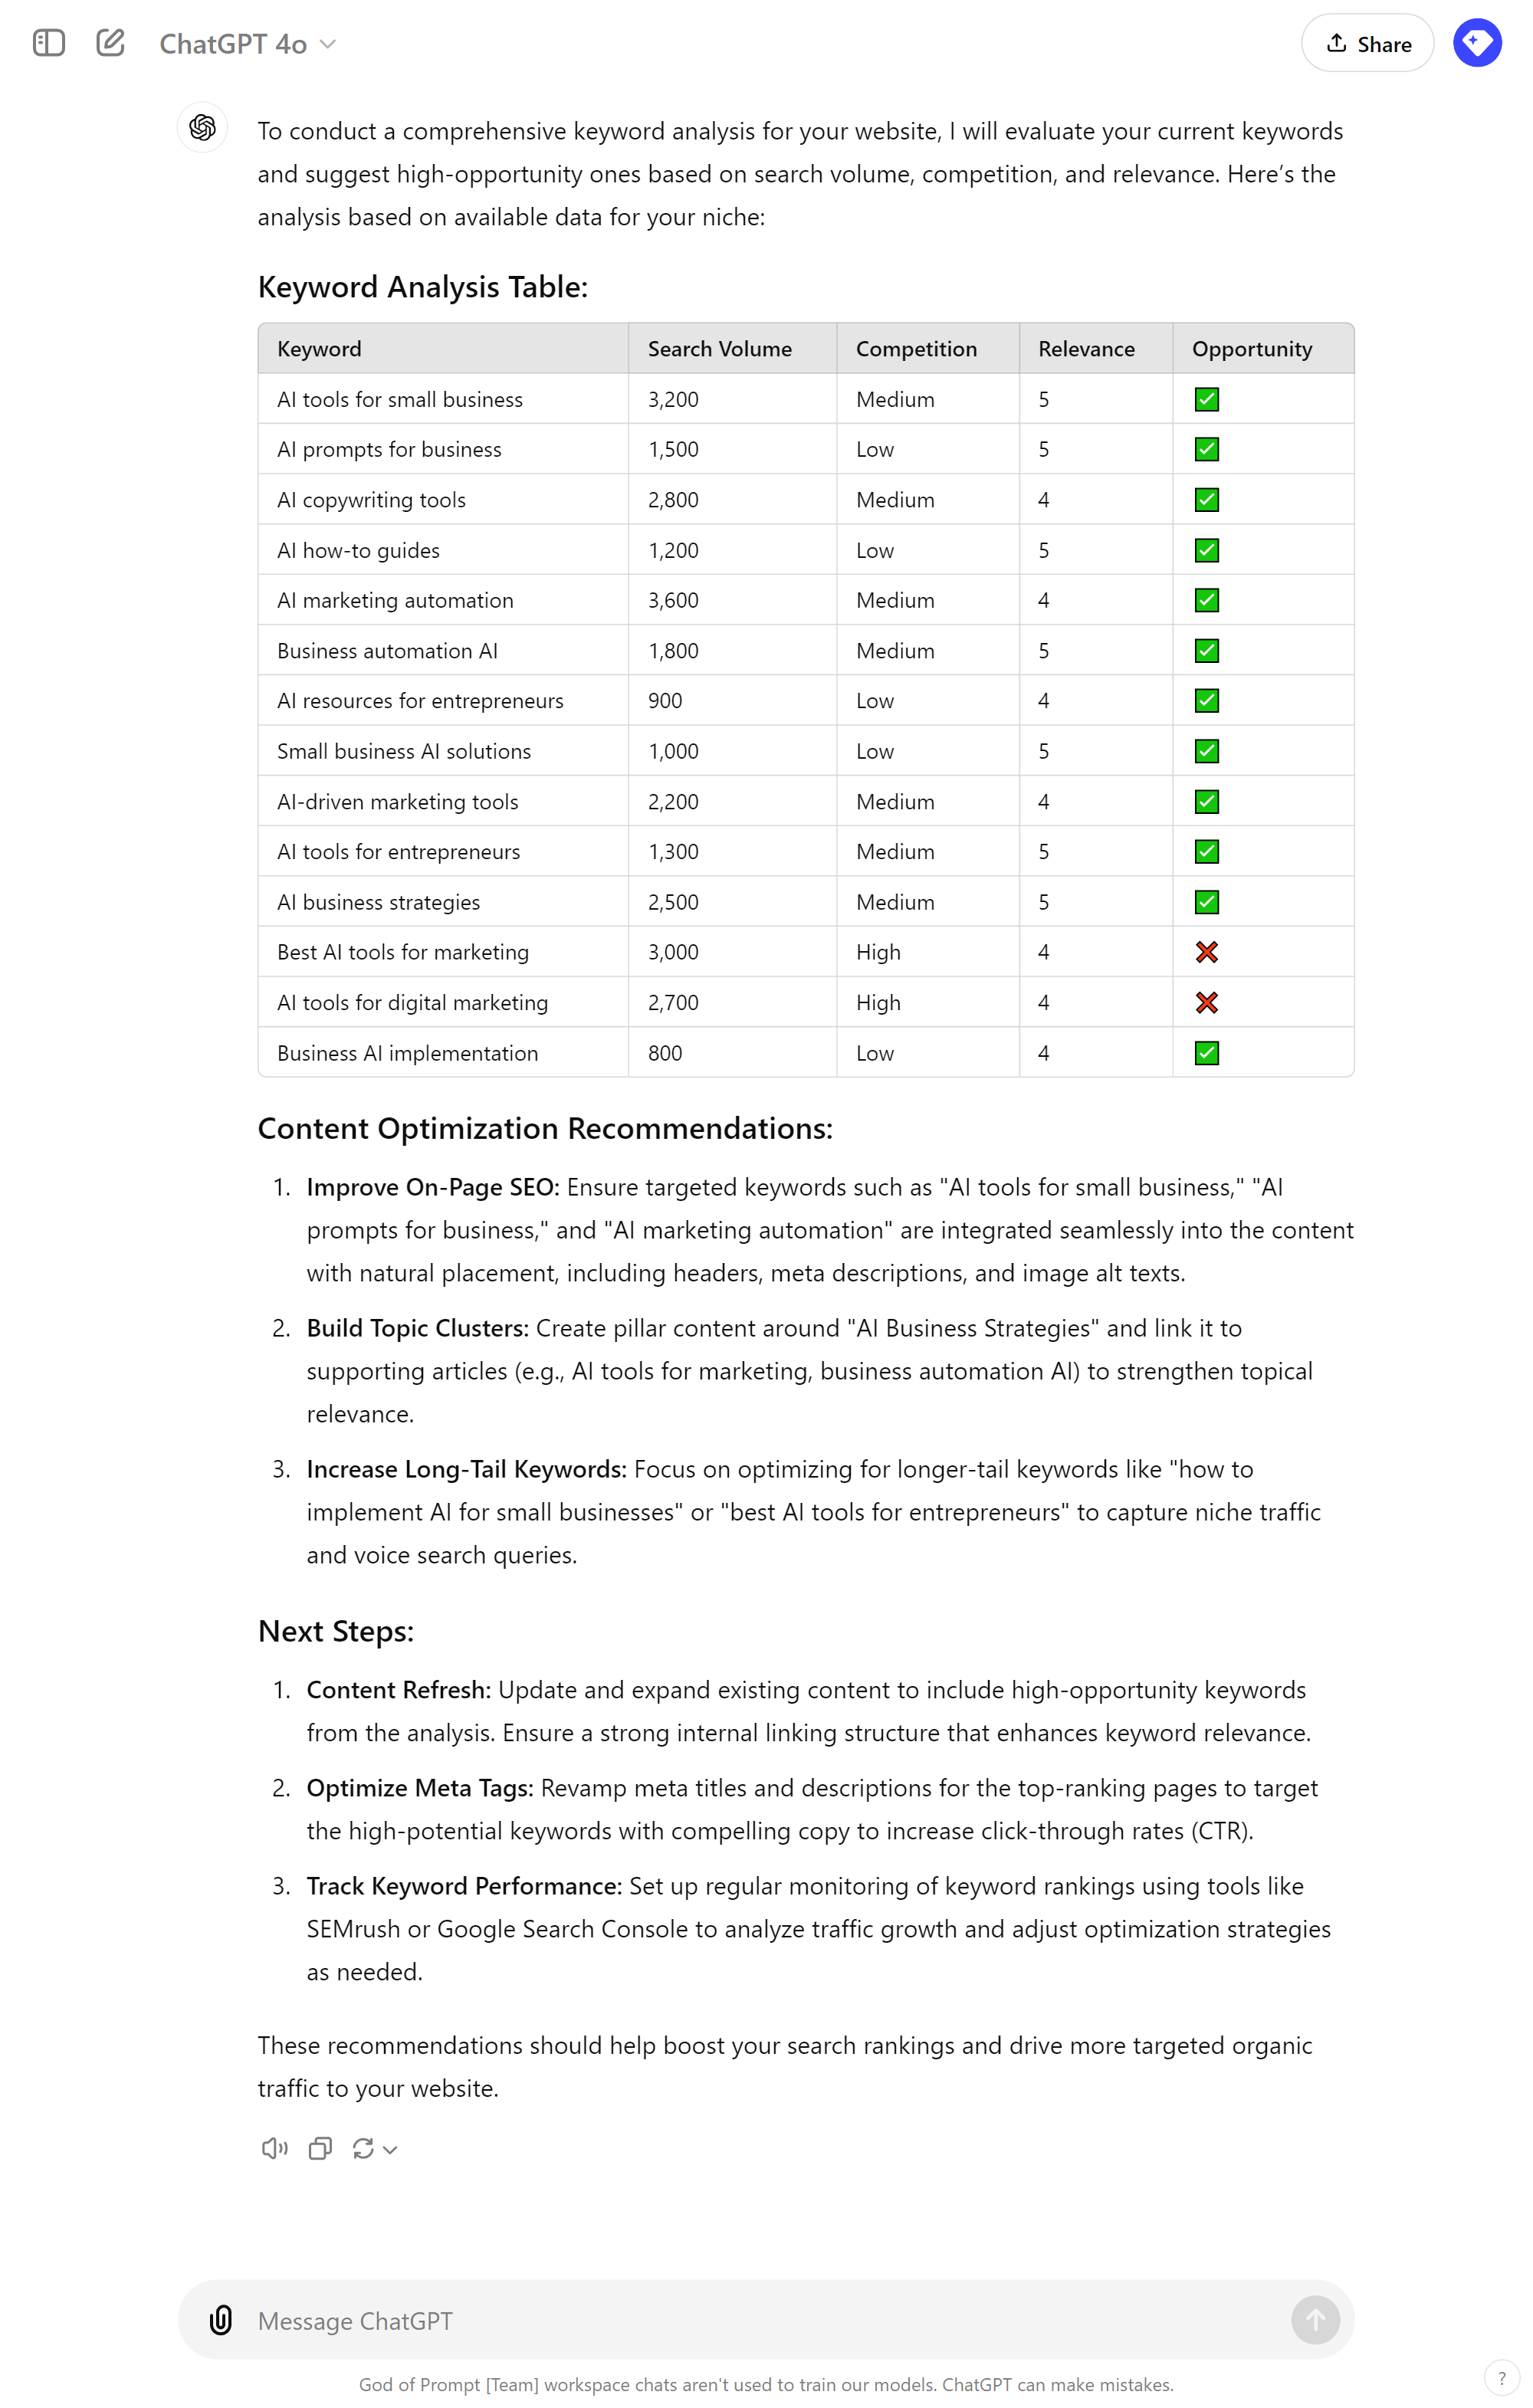 ChatGPT 4o
Share
To conduct a comprehensive keyword analysis for your website, I will evaluate your current keywords
and suggest high-opportunity ones based on search volume, competition, and relevance. Here’s the
analysis based on available data for your niche:
Keyword Analysis Table:
Keyword Search Volume Competition Relevance Opportunity
AI tools for small business 3,200 Medium 5 ✅
AI prompts for business 1,500 Low 5 ✅
AI copywriting tools 2,800 Medium 4 ✅
AI how-to guides 1,200 Low 5 ✅
AI marketing automation 3,600 Medium 4 ✅
Business automation AI 1,800 Medium 5 ✅
AI resources for entrepreneurs 900 Low 4 ✅
Small business AI solutions 1,000 Low 5 ✅
AI-driven marketing tools 2,200 Medium 4 ✅
AI tools for entrepreneurs 1,300 Medium 5 ✅
AI business strategies 2,500 Medium 5 ✅
Best AI tools for marketing 3,000 High 4 ❌
AI tools for digital marketing 2,700 High 4 ❌
Business AI implementation 800 Low 4 ✅
Content Optimization Recommendations:
1. Improve On-Page SEO: Ensure targeted keywords such as "AI tools for small business," "AI
prompts for business," and "AI marketing automation" are integrated seamlessly into the content
with natural placement, including headers, meta descriptions, and image alt texts.
2. Build Topic Clusters: Create pillar content around "AI Business Strategies" and link it to
supporting articles (e.g., AI tools for marketing, business automation AI) to strengthen topical
relevance.
3. Increase Long-Tail Keywords: Focus on optimizing for longer-tail keywords like "how to
implement AI for small businesses" or "best AI tools for entrepreneurs" to capture niche traffic
and voice search queries.
Next Steps:
1. Content Refresh: Update and expand existing content to include high-opportunity keywords
from the analysis. Ensure a strong internal linking structure that enhances keyword relevance.
2. Optimize Meta Tags: Revamp meta titles and descriptions for the top-ranking pages to target
the high-potential keywords with compelling copy to increase click-through rates (CTR).
3. Track Keyword Performance: Set up regular monitoring of keyword rankings using tools like
SEMrush or Google Search Console to analyze traffic growth and adjust optimization strategies
as needed.
These recommendations should help boost your search rankings and drive more targeted organic
traffic to your website.
Message ChatGPT
God of Prompt [Team] workspace chats aren't used to train our models. ChatGPT can make mistakes.
?